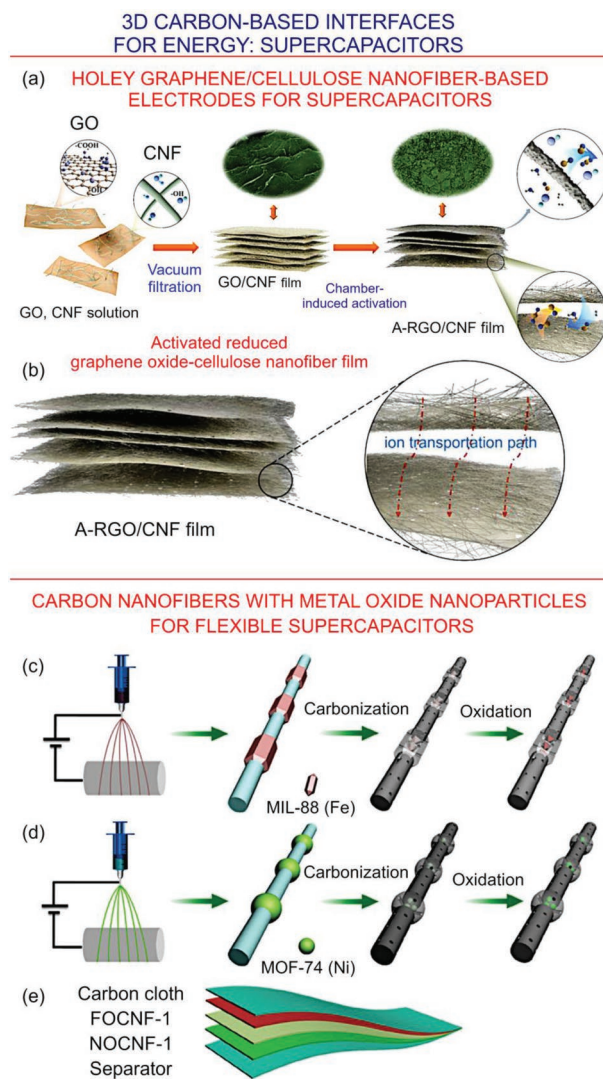 3D CARBON-BASED INTERFACES
FOR ENERGY: SUPERCAPACITORS
(a)
HOLEY GRAPHENE/CELLULOSE NANOFIBER-BASED
ELECTRODES FOR SUPERCAPACITORS
GO
-COOH
-OH
CNF
-OH
GO, CNF solution
Vacuum
filtration
GO/CNF film
Chamber-
induced activation
A-RGO/CNF film
Activated reduced
graphene oxide-cellulose nanofiber film
(b)
ion transportation path
A-RGO/CNF film
CARBON NANOFIBERS WITH METAL OXIDE NANOPARTICLES
FOR FLEXIBLE SUPERCAPACITORS
(c)
Carbonization
Oxidation
MIL-88 (Fe)
(d)
Carbonization
Oxidation
MOF-74 (Ni)
(e)
Carbon cloth
FOCNF-1
NOCNF-1
Separator